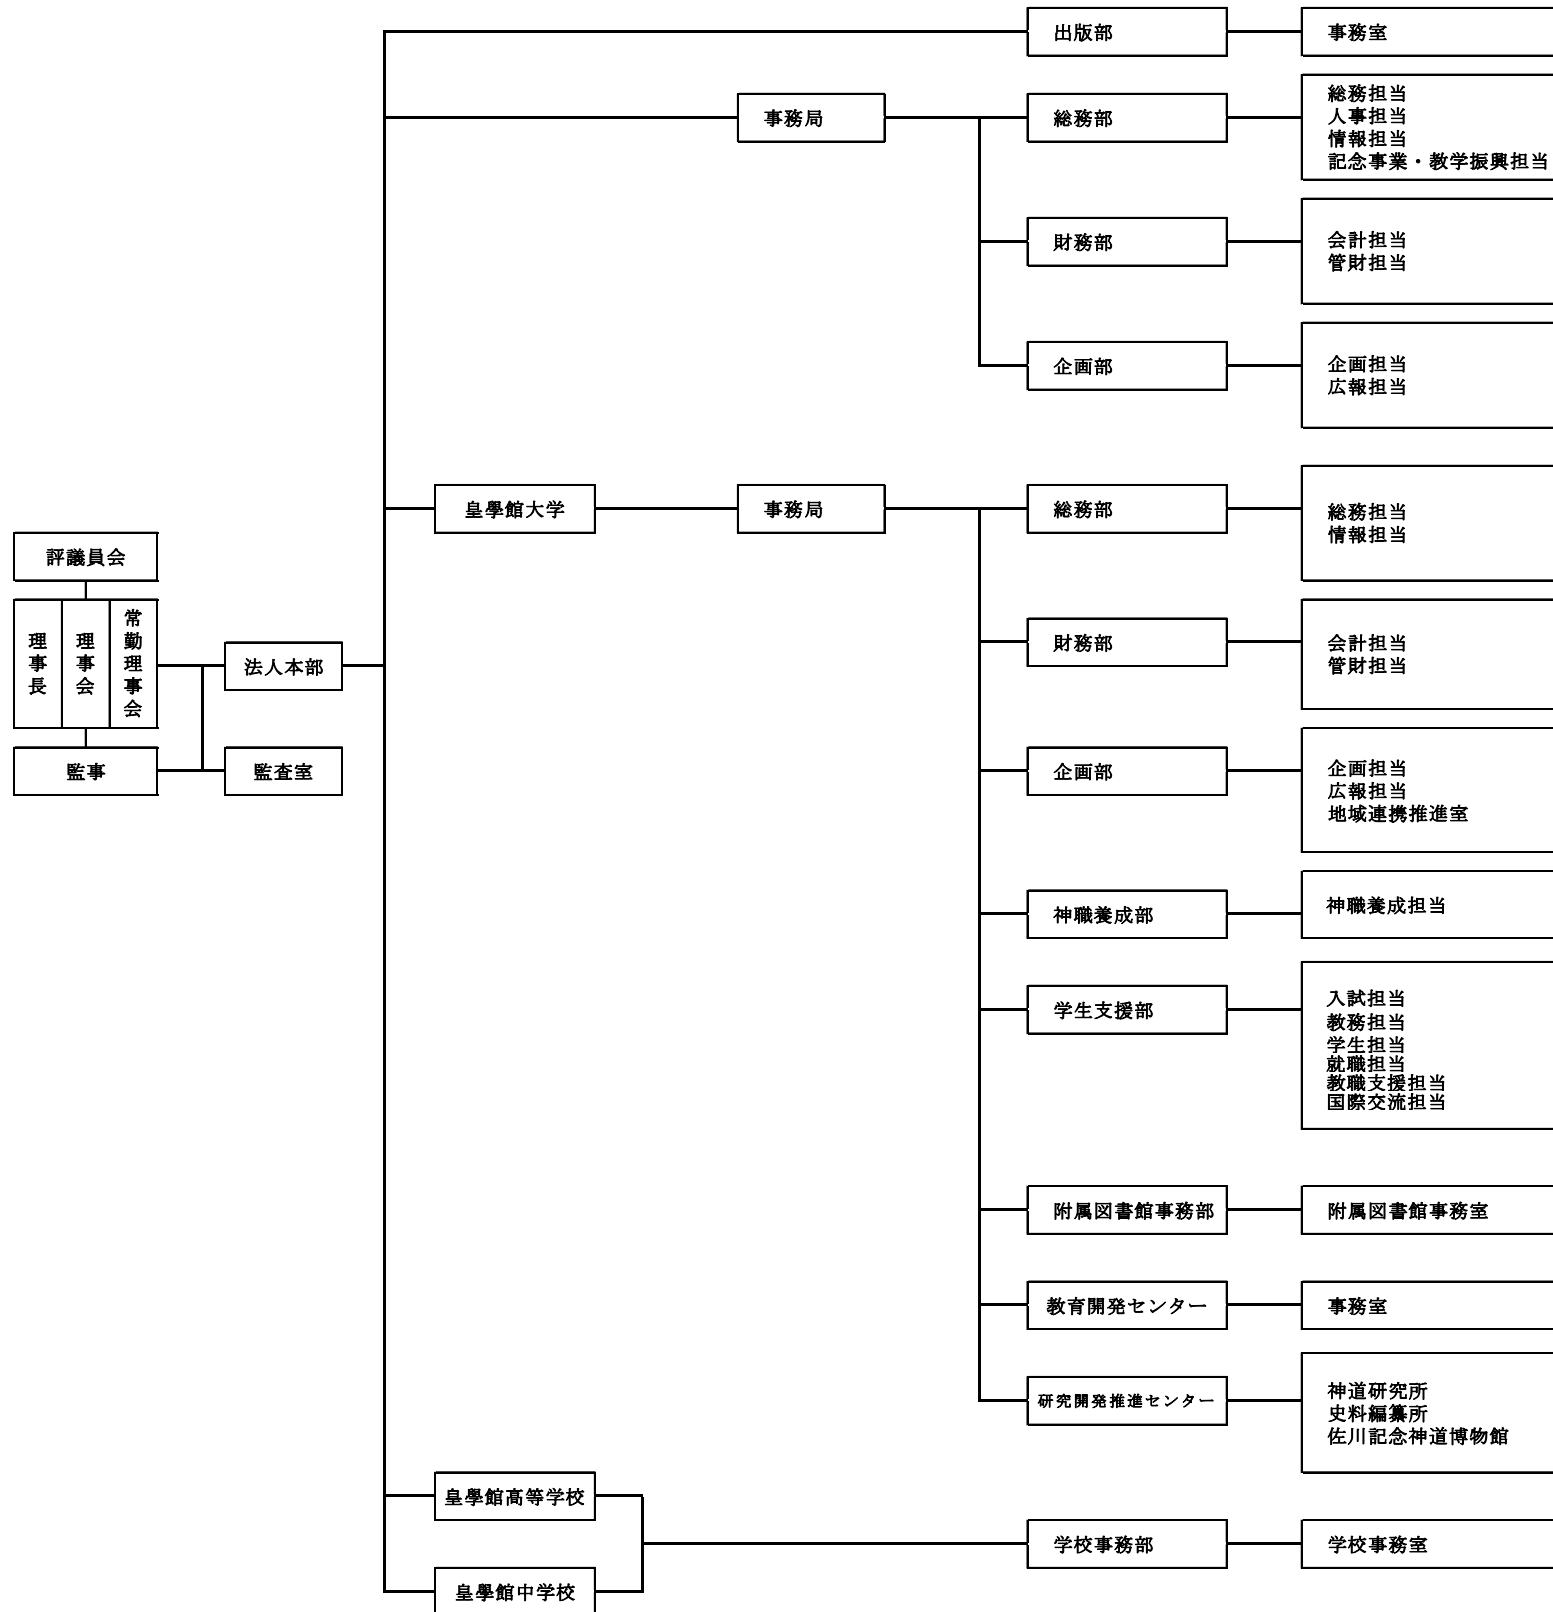 出版部
事務室
事務局
総務部
総務担当
人事担当
情報担当
記念事業・教学振興担当
財務部
会計担当
管財担当
企画部
企画担当
広報担当
皇學館大学
事務局
総務部
総務担当
情報担当
評議員会
理事長
理事会
常勤理事会
法人本部
監事
監査室
財務部
会計担当
管財担当
企画部
企画担当
広報担当
地域連携推進室
神職養成部
神職養成担当
学生支援部
入試担当
教務担当
学生担当
就職担当
教職支援担当
国際交流担当
附属図書館事務部
附属図書館事務室
教育開発センター
事務室
研究開発推進センター
神道研究所
史料編纂所
佐川記念神道博物館
皇學館高等学校
学校事務部
学校事務室
皇學館中学校